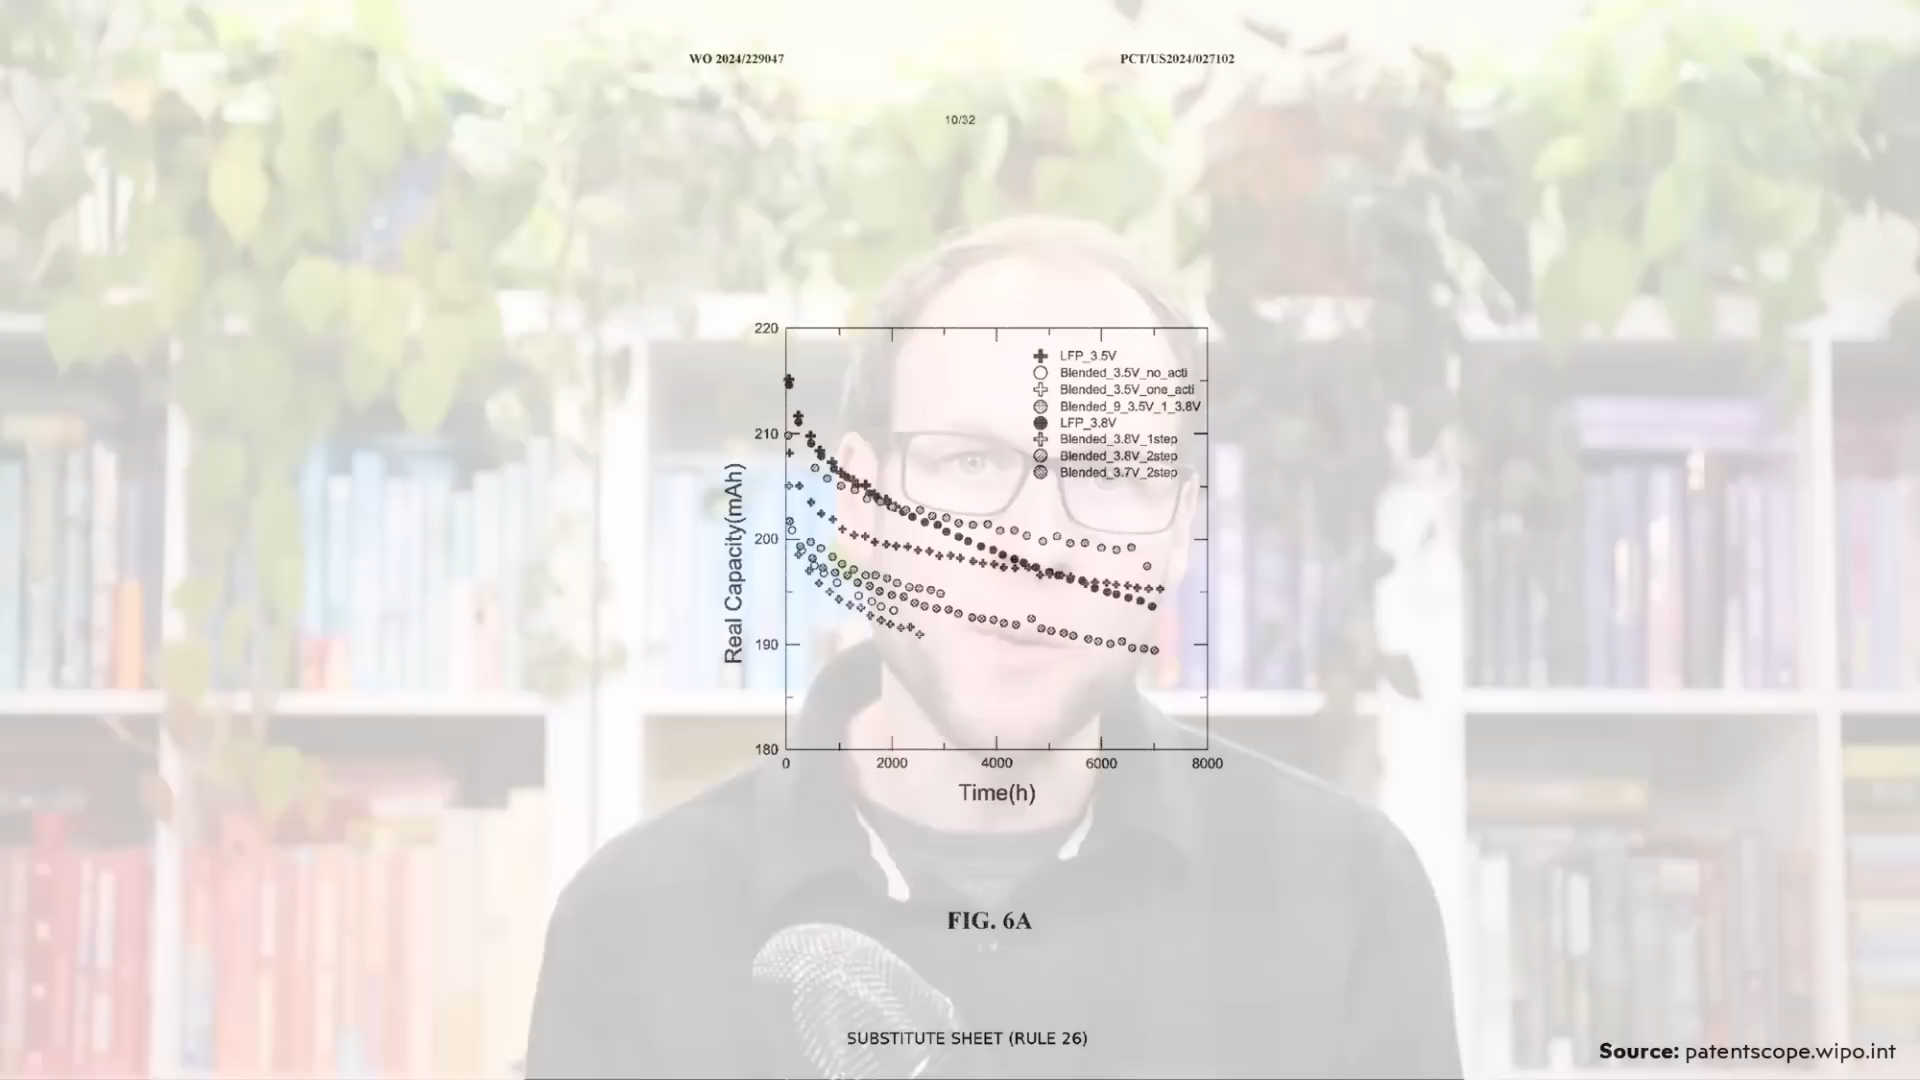 WO 2024/229047 PCT/US2024/027102
10/32
220
LFP_3.5V
Blended_3.5V_no_acti
Blended_3.5V_one_acti
Blended_9_3.5V_1_3.8V
LFP_3.8V
Blended_3.8V_1step
Blended_3.8V_2step
Blended_3.7V_2step
210
200
190
180
Real Capacity(mAh)
0 2000 4000 6000 8000
Time(h)
FIG. 6A
SUBSTITUTE SHEET (RULE 26)
Source: patentscope.wipo.int